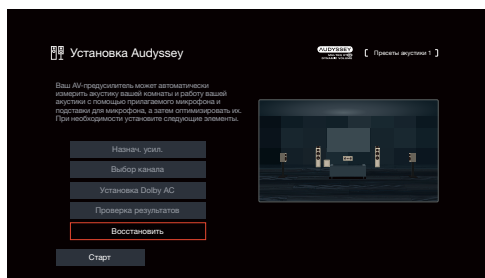 Установка Audyssey
AUDYSSEY
Пресеты акустики 1
Ваш AV-предусилитель может автоматически
измерить акустику вашей комнаты и работу вашей
акустики с помощью прилагаемого микрофона и
подставки для микрофона, а затем оптимизировать их.
При необходимости установите следующие элементы.
Назнач. усил.
Выбор канала
Установка Dolby AC
Проверка результатов
Восстановить
Старт